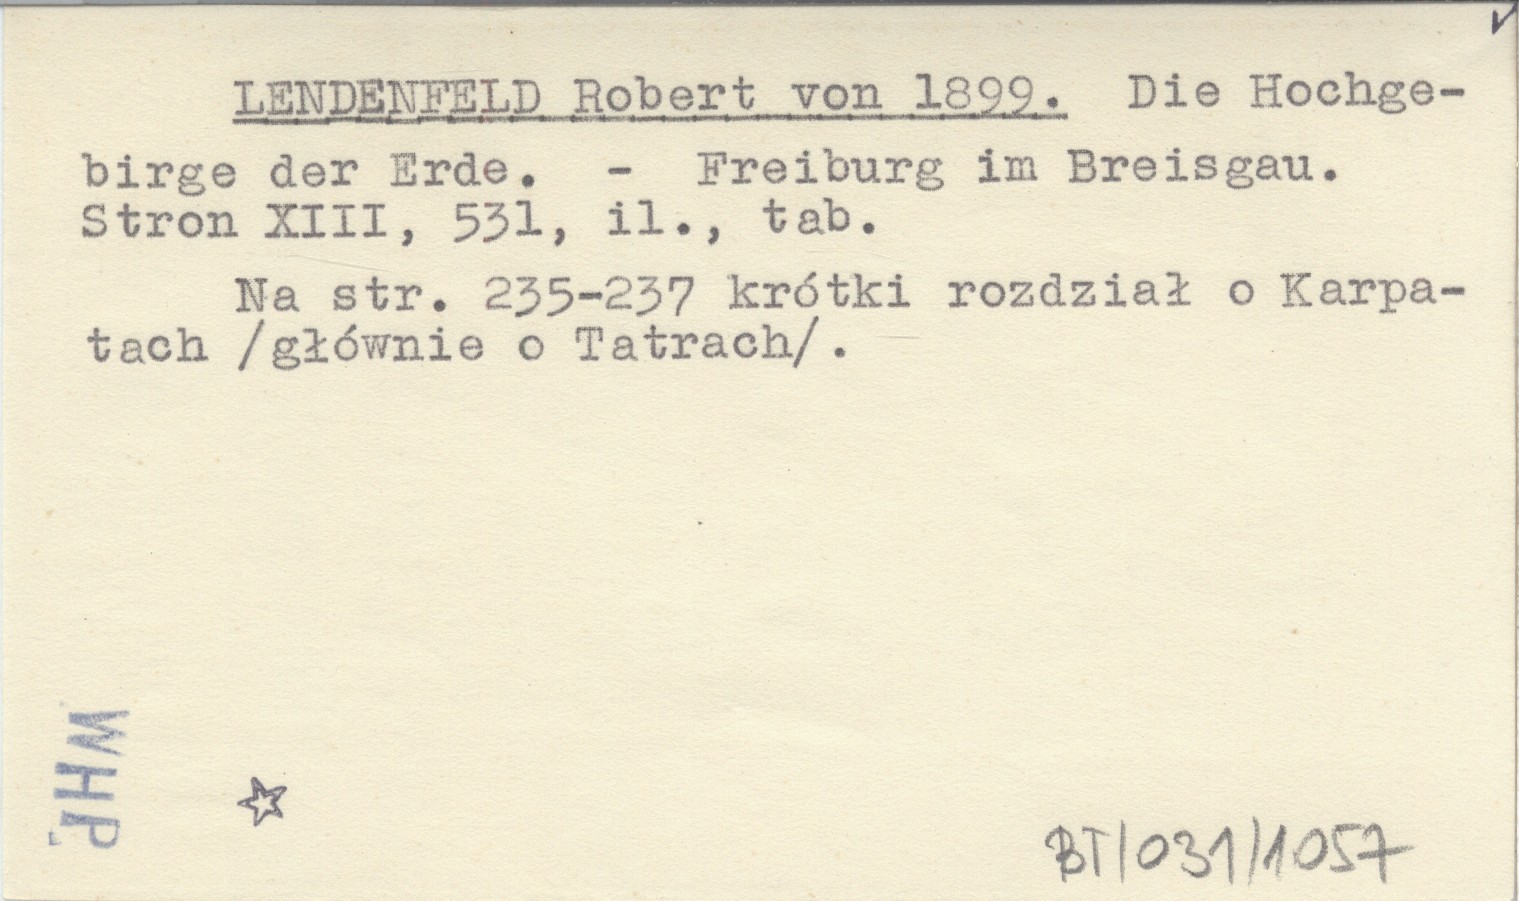 LENDENFELD Robert von 1899. Die Hochge-
birge der Erde. - Freiburg im Breisgau.
Stron XIII, 531, il., tab.
Na str. 235-237 krótki rozdział o Karpa-
tach /głównie o Tatrach/.
WHP.
BT/031/1057